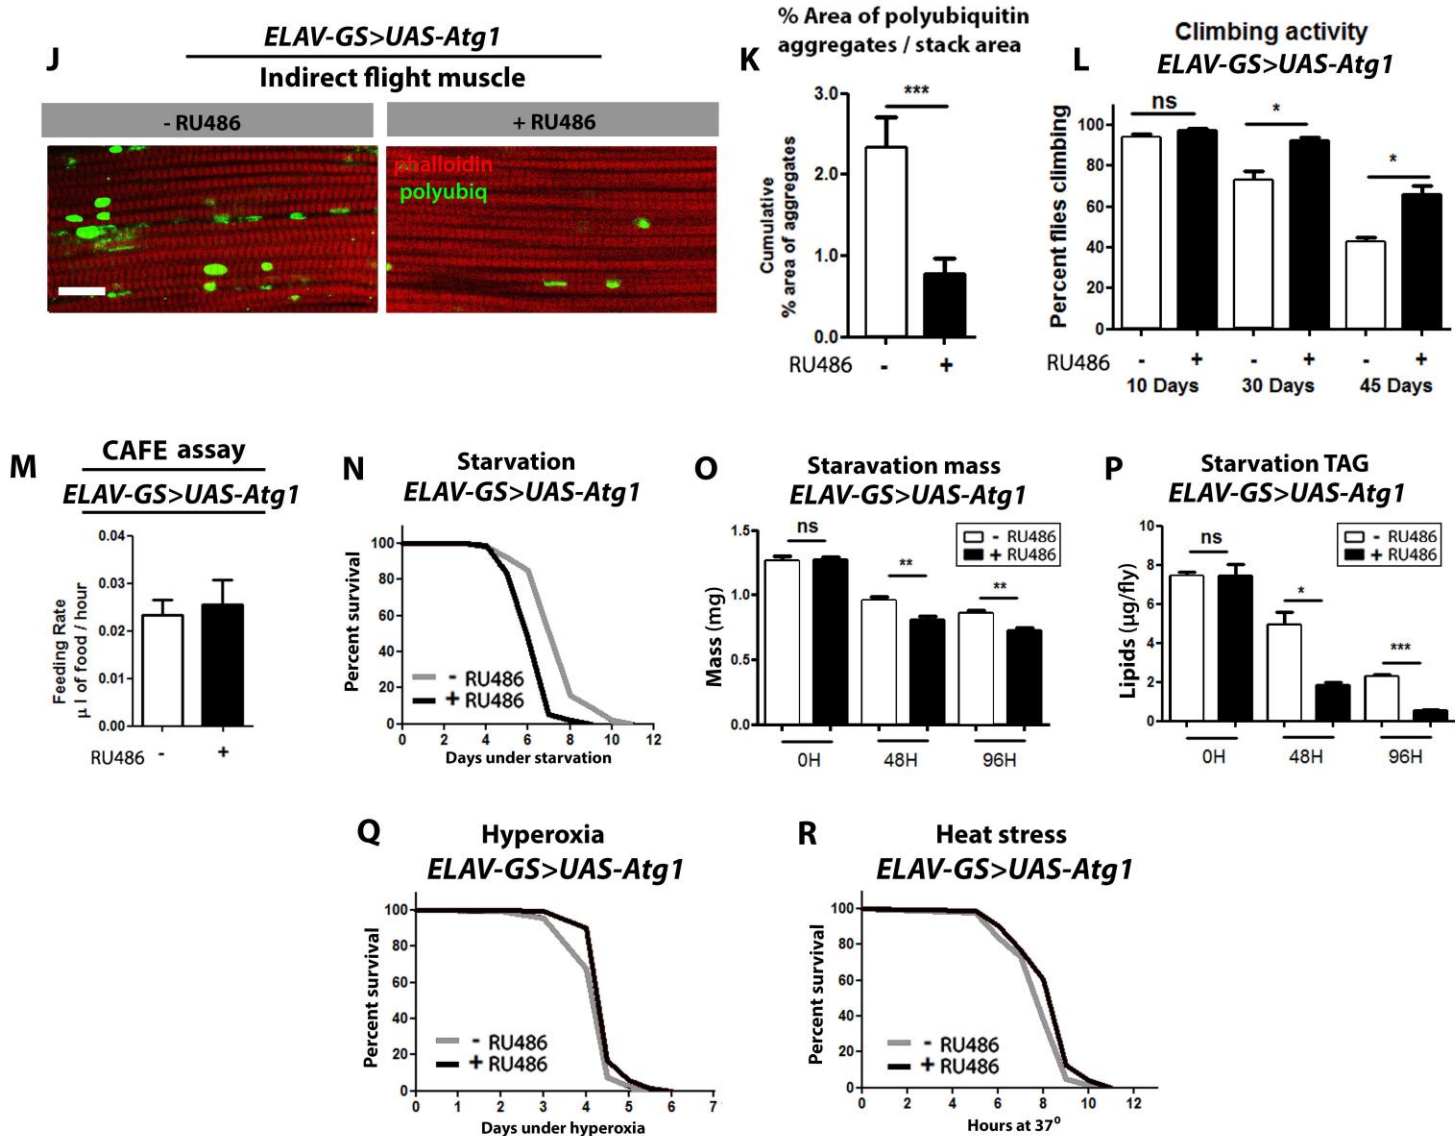 J
ELAV-GS>UAS-Atg1
Indirect flight muscle
- RU486
+ RU486
phalloidin
polyubiq
K
% Area of polyubiquitin
aggregates / stack area
Cumulative
% area of aggregates
3.0
2.0
1.0
0.0
***
RU486 - +
L
Climbing activity
ELAV-GS>UAS-Atg1
Percent flies climbing
100
80
60
40
20
0
ns
*
*
RU486 - + - + - +
10 Days 30 Days 45 Days
M
CAFE assay
ELAV-GS>UAS-Atg1
Feeding Rate
μl of food / hour
0.04
0.03
0.02
0.01
0.00
RU486 - +
N
Starvation
ELAV-GS>UAS-Atg1
Percent survival
100
80
60
40
20
0
- RU486
+ RU486
0 2 4 6 8 10 12
Days under starvation
O
Staravation mass
ELAV-GS>UAS-Atg1
Mass (mg)
1.5
1.0
0.5
0.0
ns
**
**
- RU486
+ RU486
0H 48H 96H
P
Starvation TAG
ELAV-GS>UAS-Atg1
Lipids (μg/fly)
10
8
6
4
2
0
ns
*
***
- RU486
+ RU486
0H 48H 96H
Q
Hyperoxia
ELAV-GS>UAS-Atg1
Percent survival
100
80
60
40
20
0
- RU486
+ RU486
0 1 2 3 4 5 6 7
Days under hyperoxia
R
Heat stress
ELAV-GS>UAS-Atg1
Percent survival
100
80
60
40
20
0
- RU486
+ RU486
0 2 4 6 8 10 12
Hours at 37⁰